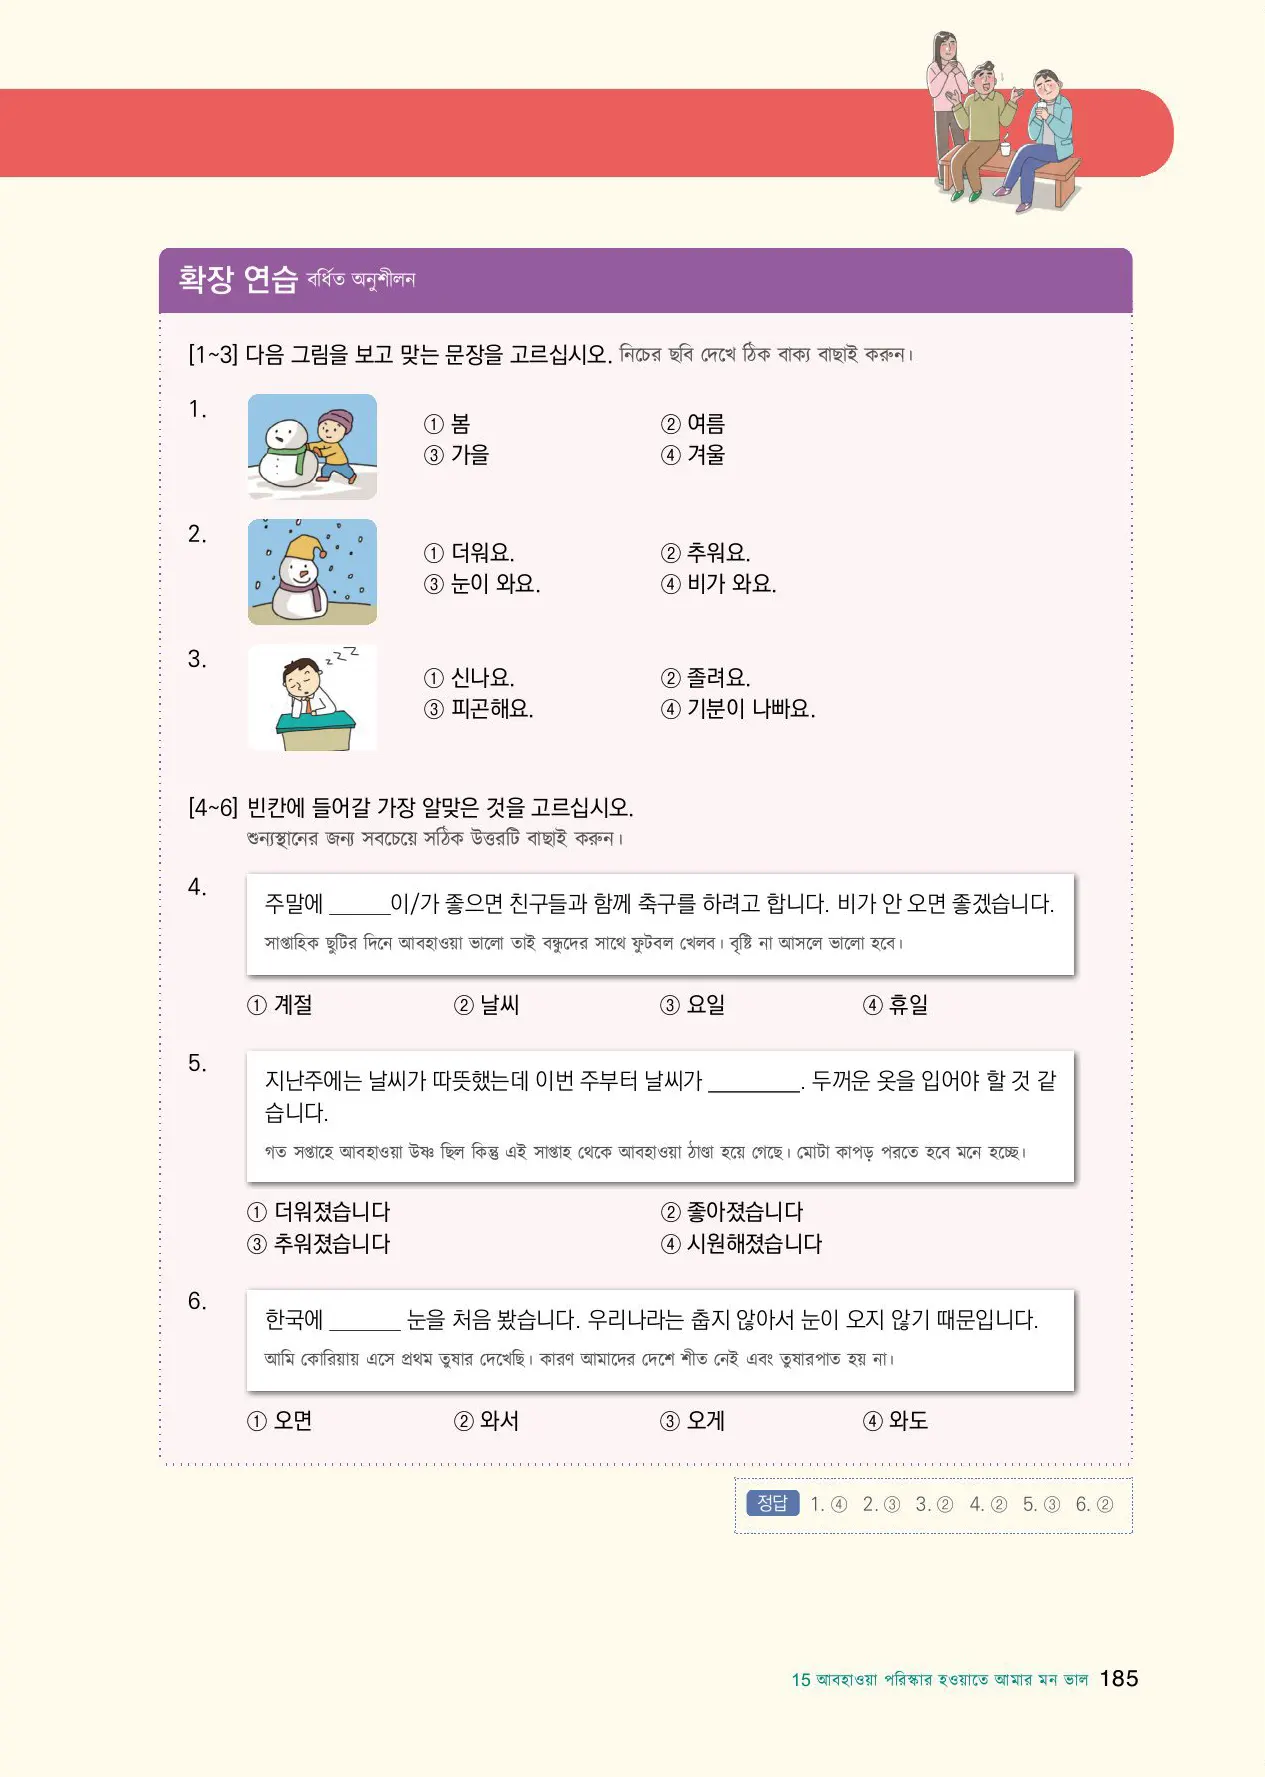 확장 연습 বর্ধিত অনুশীলন
[1~3] 다음 그림을 보고 맞는 문장을 고르십시오. নিচের ছবি দেখে ঠিক বাক্য বাছাই করুন।
1.
① 봄 ② 여름
③ 가을 ④ 겨울
2.
① 더워요. ② 추워요.
③ 눈이 와요. ④ 비가 와요.
3.
zzZZ
① 신나요. ② 졸려요.
③ 피곤해요. ④ 기분이 나빠요.
[4~6] 빈칸에 들어갈 가장 알맞은 것을 고르십시오.
শুন্যস্থানের জন্য সবচেয়ে সঠিক উত্তরটি বাছাই করুন।
4.
주말에 ______이/가 좋으면 친구들과 함께 축구를 하려고 합니다. 비가 안 오면 좋겠습니다.
সাপ্তাহিক ছুটির দিনে আবহাওয়া ভালো তাই বন্ধুদের সাথে ফুটবল খেলব। বৃষ্টি না আসলে ভালো হবে।
① 계절 ② 날씨 ③ 요일 ④ 휴일
5.
지난주에는 날씨가 따뜻했는데 이번 주부터 날씨가 _________. 두꺼운 옷을 입어야 할 것 같
습니다.
গত সপ্তাহে আবহাওয়া উষ্ণ ছিল কিন্তু এই সাপ্তাহ থেকে আবহাওয়া ঠাণ্ডা হয়ে গেছে। মোটা কাপড় পরতে হবে মনে হচ্ছে।
① 더워졌습니다 ② 좋아졌습니다
③ 추워졌습니다 ④ 시원해졌습니다
6.
한국에 _______ 눈을 처음 봤습니다. 우리나라는 춥지 않아서 눈이 오지 않기 때문입니다.
আমি কোরিয়ায় এসে প্রথম তুষার দেখেছি। কারণ আমাদের দেশে শীত নেই এবং তুষারপাত হয় না।
① 오면 ② 와서 ③ 오게 ④ 와도
정답 1. ④ 2. ③ 3. ② 4. ② 5. ③ 6. ②
15 আবহাওয়া পরিস্কার হওয়াতে আমার মন ভাল 185